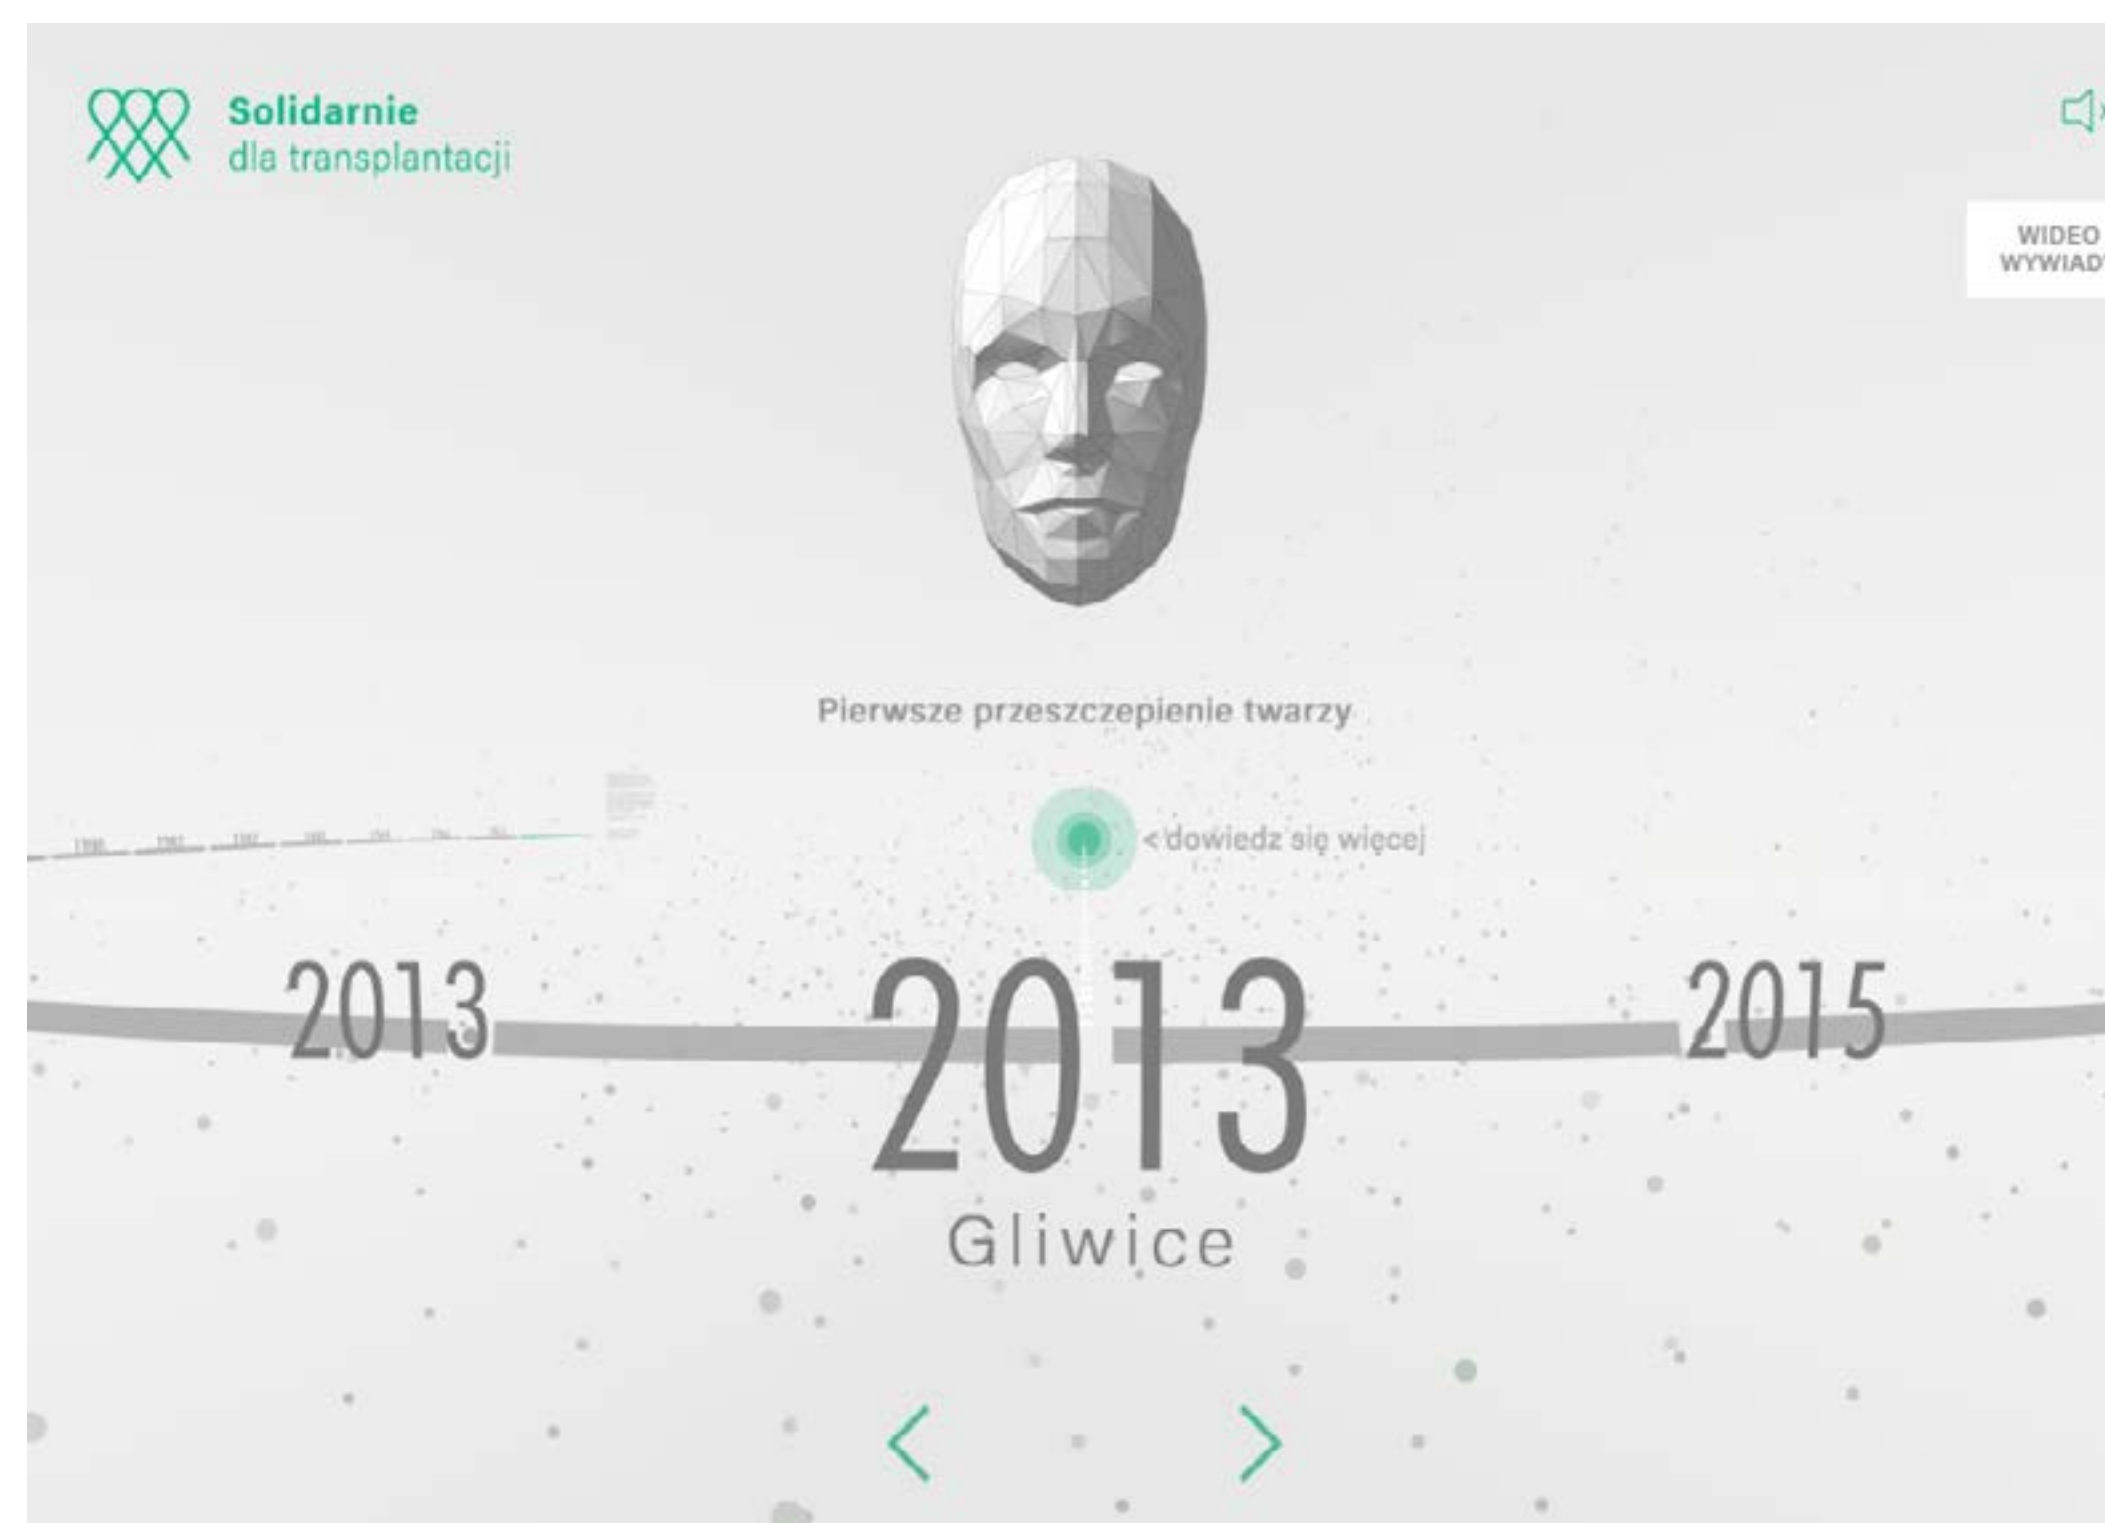 Solidarnie
dla transplantacji
WIDEO
Pierwsze przeszczepienie twarzy
< dowiedz się więcej
2013
2013
2015
Gliwice